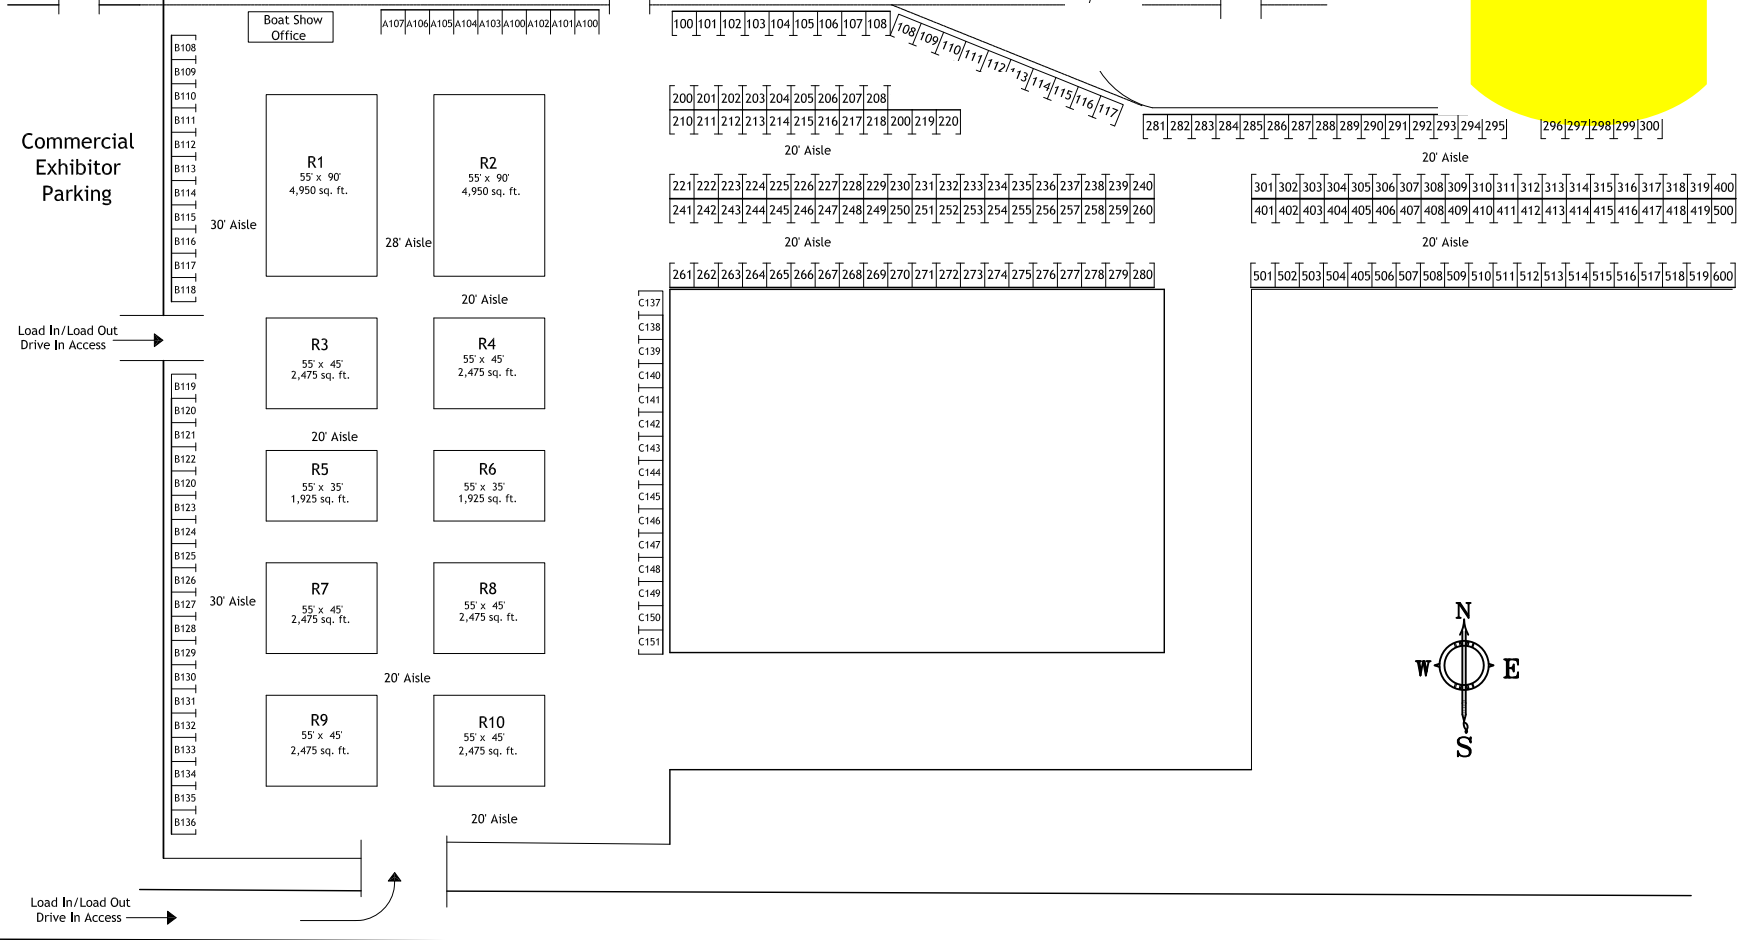 Boat Show
Office
A107 A106 A105 A104 A103 A100 A102 A101 A100
100 101 102 103 104 105 106 107 108
108 109 110 111 112 113 114 115 116 117
B108
B109
B110
B111
B112
B113
B114
B115
B116
B117
B118
Commercial
Exhibitor
Parking
200 201 202 203 204 205 206 207 208
210 211 212 213 214 215 216 217 218 200 219 220
281 282 283 284 285 286 287 288 289 290 291 292 293 294 295
296 297 298 299 300
20' Aisle
20' Aisle
R1
55' x 90'
4,950 sq. ft.
R2
55' x 90'
4,950 sq. ft.
221 222 223 224 225 226 227 228 229 230 231 232 233 234 235 236 237 238 239 240
241 242 243 244 245 246 247 248 249 250 251 252 253 254 255 256 257 258 259 260
301 302 303 304 305 306 307 308 309 310 311 312 313 314 315 316 317 318 319 400
401 402 403 404 405 406 407 408 409 410 411 412 413 414 415 416 417 418 419 500
30' Aisle
28' Aisle
20' Aisle
20' Aisle
261 262 263 264 265 266 267 268 269 270 271 272 273 274 275 276 277 278 279 280
501 502 503 504 405 506 507 508 509 510 511 512 513 514 515 516 517 518 519 600
20' Aisle
Load In/Load Out
Drive In Access
R3
55' x 45'
2,475 sq. ft.
R4
55' x 45'
2,475 sq. ft.
C137
C138
C139
C140
C141
C142
C143
C144
C145
C146
C147
C148
C149
C150
C151
B119
B120
B121
B122
B120
B123
B124
B125
B126
B127
B128
B129
B130
B131
B132
B133
B134
B135
B136
20' Aisle
R5
55' x 35'
1,925 sq. ft.
R6
55' x 35'
1,925 sq. ft.
30' Aisle
R7
55' x 45'
2,475 sq. ft.
R8
55' x 45'
2,475 sq. ft.
20' Aisle
R9
55' x 45'
2,475 sq. ft.
R10
55' x 45'
2,475 sq. ft.
20' Aisle
N
W E
S
Load In/Load Out
Drive In Access